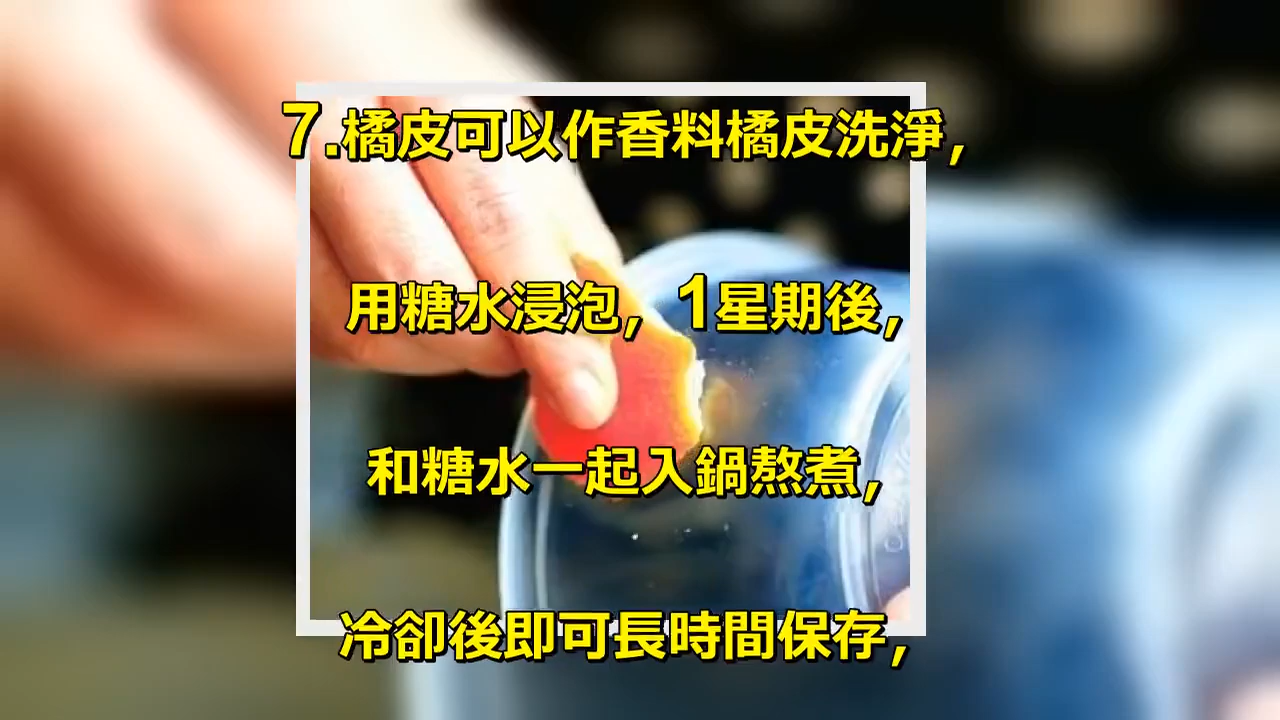 7.橘皮可以作香料橘皮洗淨，
用糖水浸泡，1星期後，
和糖水一起入鍋熬煮，
冷卻後即可長時間保存，